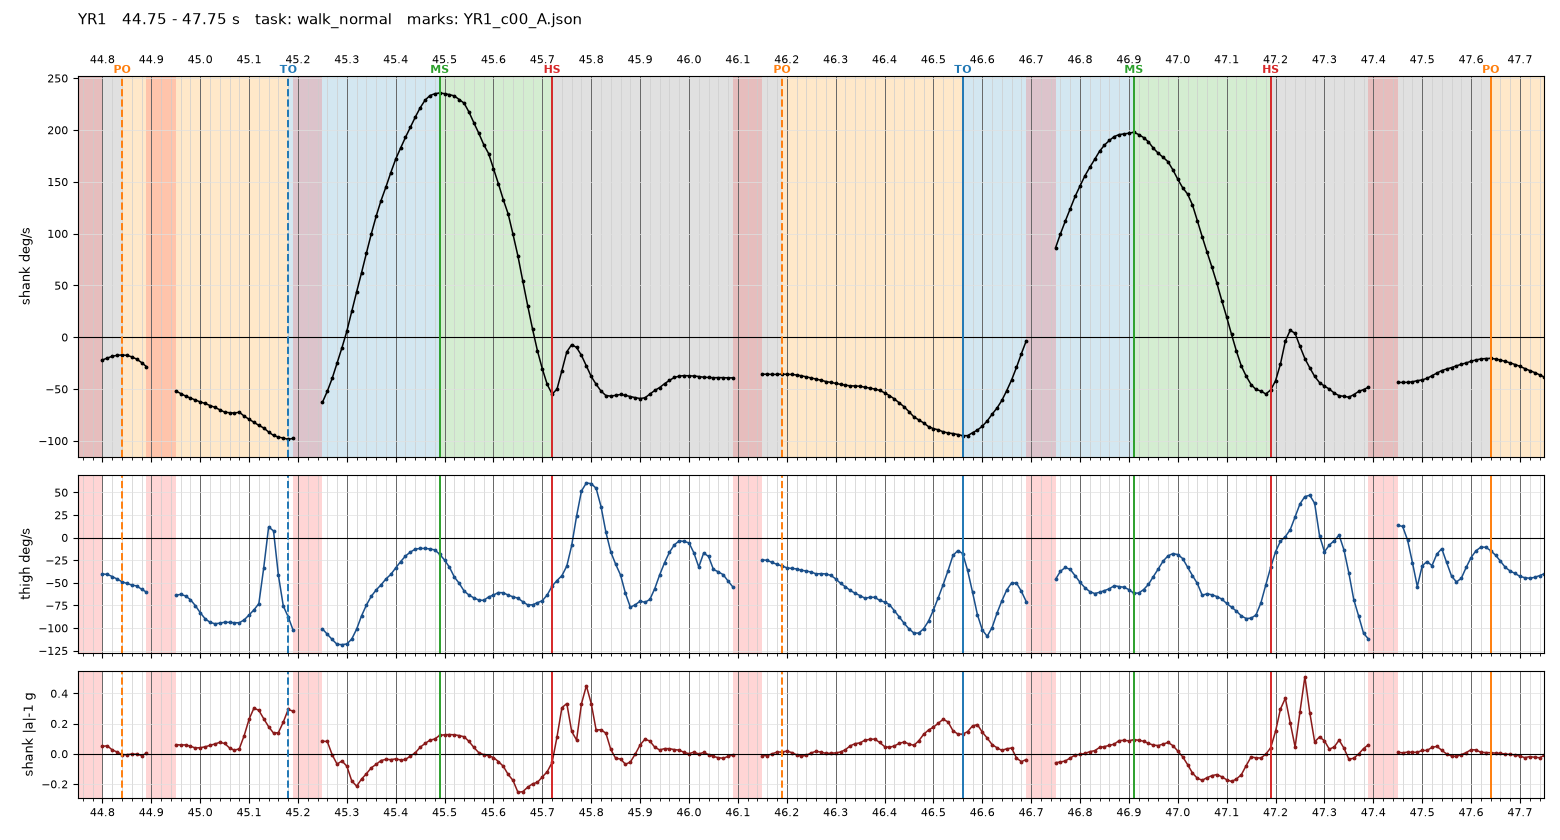 YR1   44.75 - 47.75 s   task: walk_normal   marks: YR1_c00_A.json
44.8 44.9 45.0 45.1 45.2 45.3 45.4 45.5 45.6 45.7 45.8 45.9 46.0 46.1 46.2 46.3 46.4 46.5 46.6 46.7 46.8 46.9 47.0 47.1 47.2 47.3 47.4 47.5 47.6 47.7
PO TO MS HS PO TO MS HS PO
250
200
150
100
50
0
−50
−100
shank deg/s
50
25
0
−25
−50
−75
−100
−125
thigh deg/s
0.4
0.2
0.0
−0.2
shank |a|-1 g
44.8 44.9 45.0 45.1 45.2 45.3 45.4 45.5 45.6 45.7 45.8 45.9 46.0 46.1 46.2 46.3 46.4 46.5 46.6 46.7 46.8 46.9 47.0 47.1 47.2 47.3 47.4 47.5 47.6 47.7